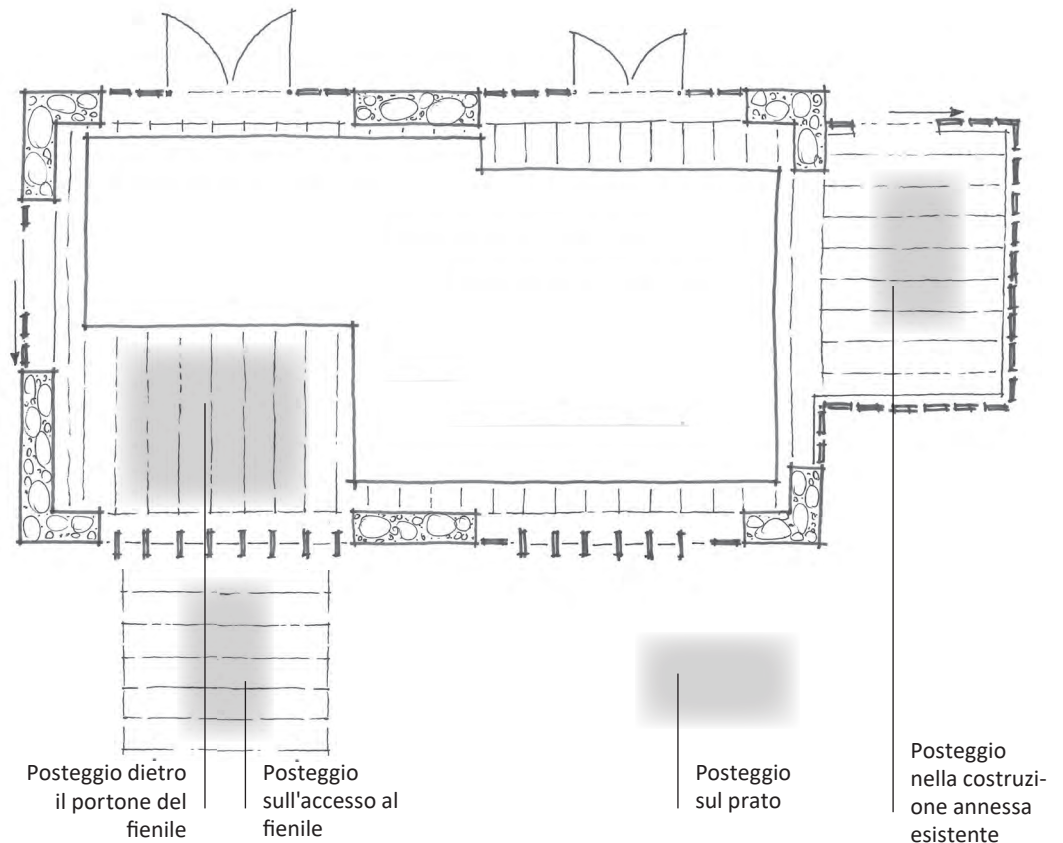 Posteggio dietro
il portone del
fienile
Posteggio
sull'accesso al
fienile
Posteggio
sul prato
Posteggio
nella costruzi-
one annessa
esistente